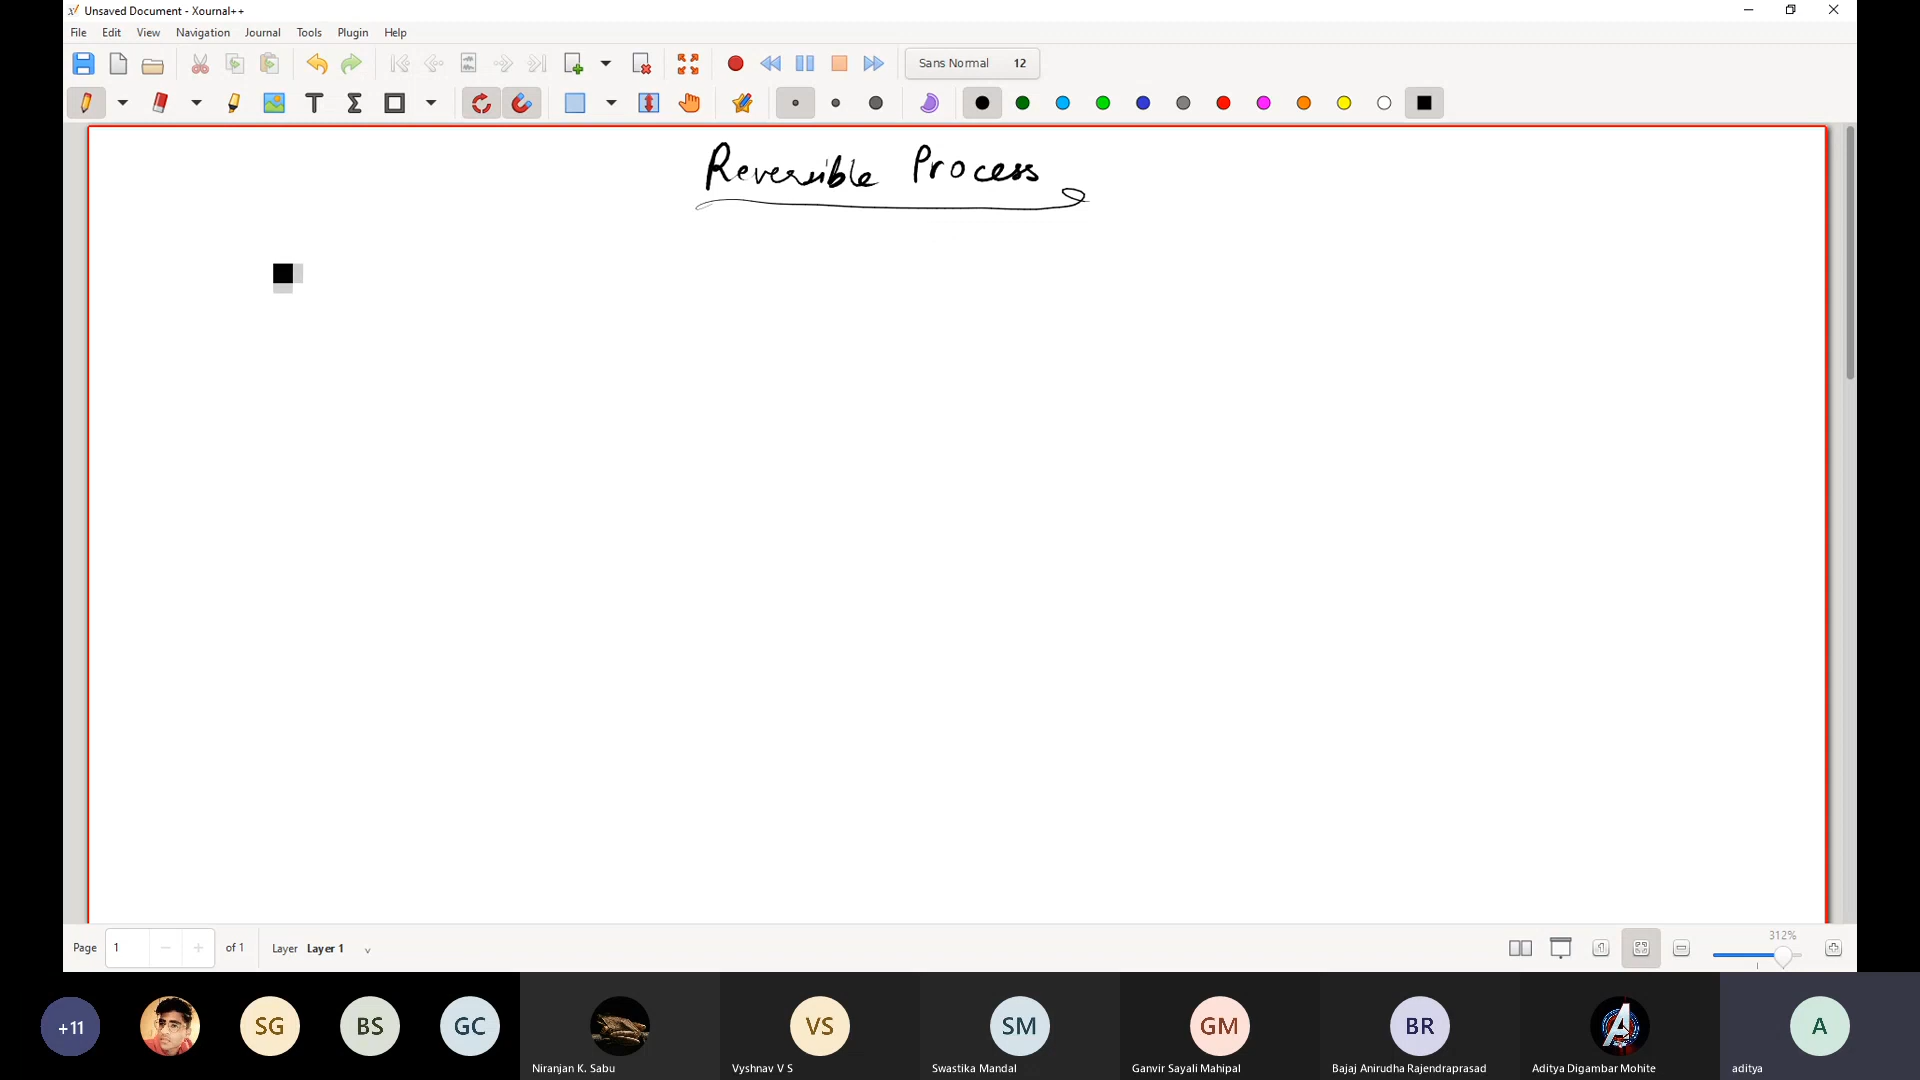 Unsaved Document - Xournal++
File Edit View Navigation Journal Tools Plugin Help
Sans Normal 12
Reversible Process
Page 1 of 1 Layer Layer 1
312%
+11 SG BS GC VS SM GM BR A
Niranjan K. Sabu Vyshnav V S Swastika Mandal Ganvir Sayali Mahipal Bajaj Anirudha Rajendraprasad Aditya Digambar Mohite aditya